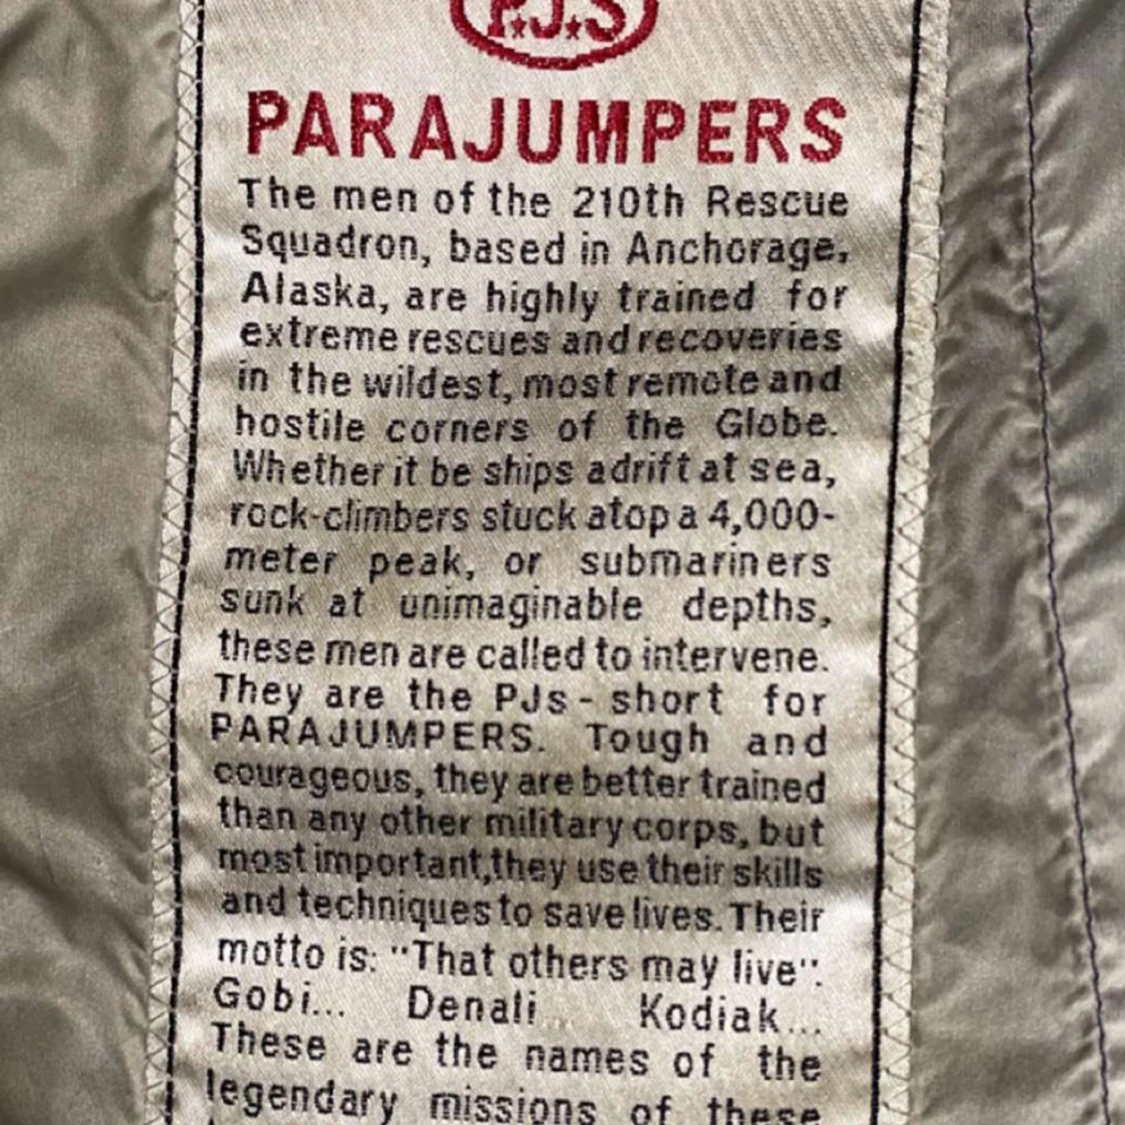 P.J.S
PARAJUMPERS
The men of the 210th Rescue
Squadron, based in Anchorage,
Alaska, are highly trained for
extreme rescues and recoveries
in the wildest, most remote and
hostile corners of the Globe.
Whether it be ships adrift at sea,
rock-climbers stuck atop a 4,000-
meter peak, or submariners
sunk at unimaginable depths,
these men are called to intervene.
They are the PJs - short for
PARAJUMPERS. Tough and
courageous, they are better trained
than any other military corps, but
most important,they use their skills
and techniques to save lives. Their
motto is: "That others may live".
Gobi... Denali... Kodiak...
These are the names of the
legendary missions of these